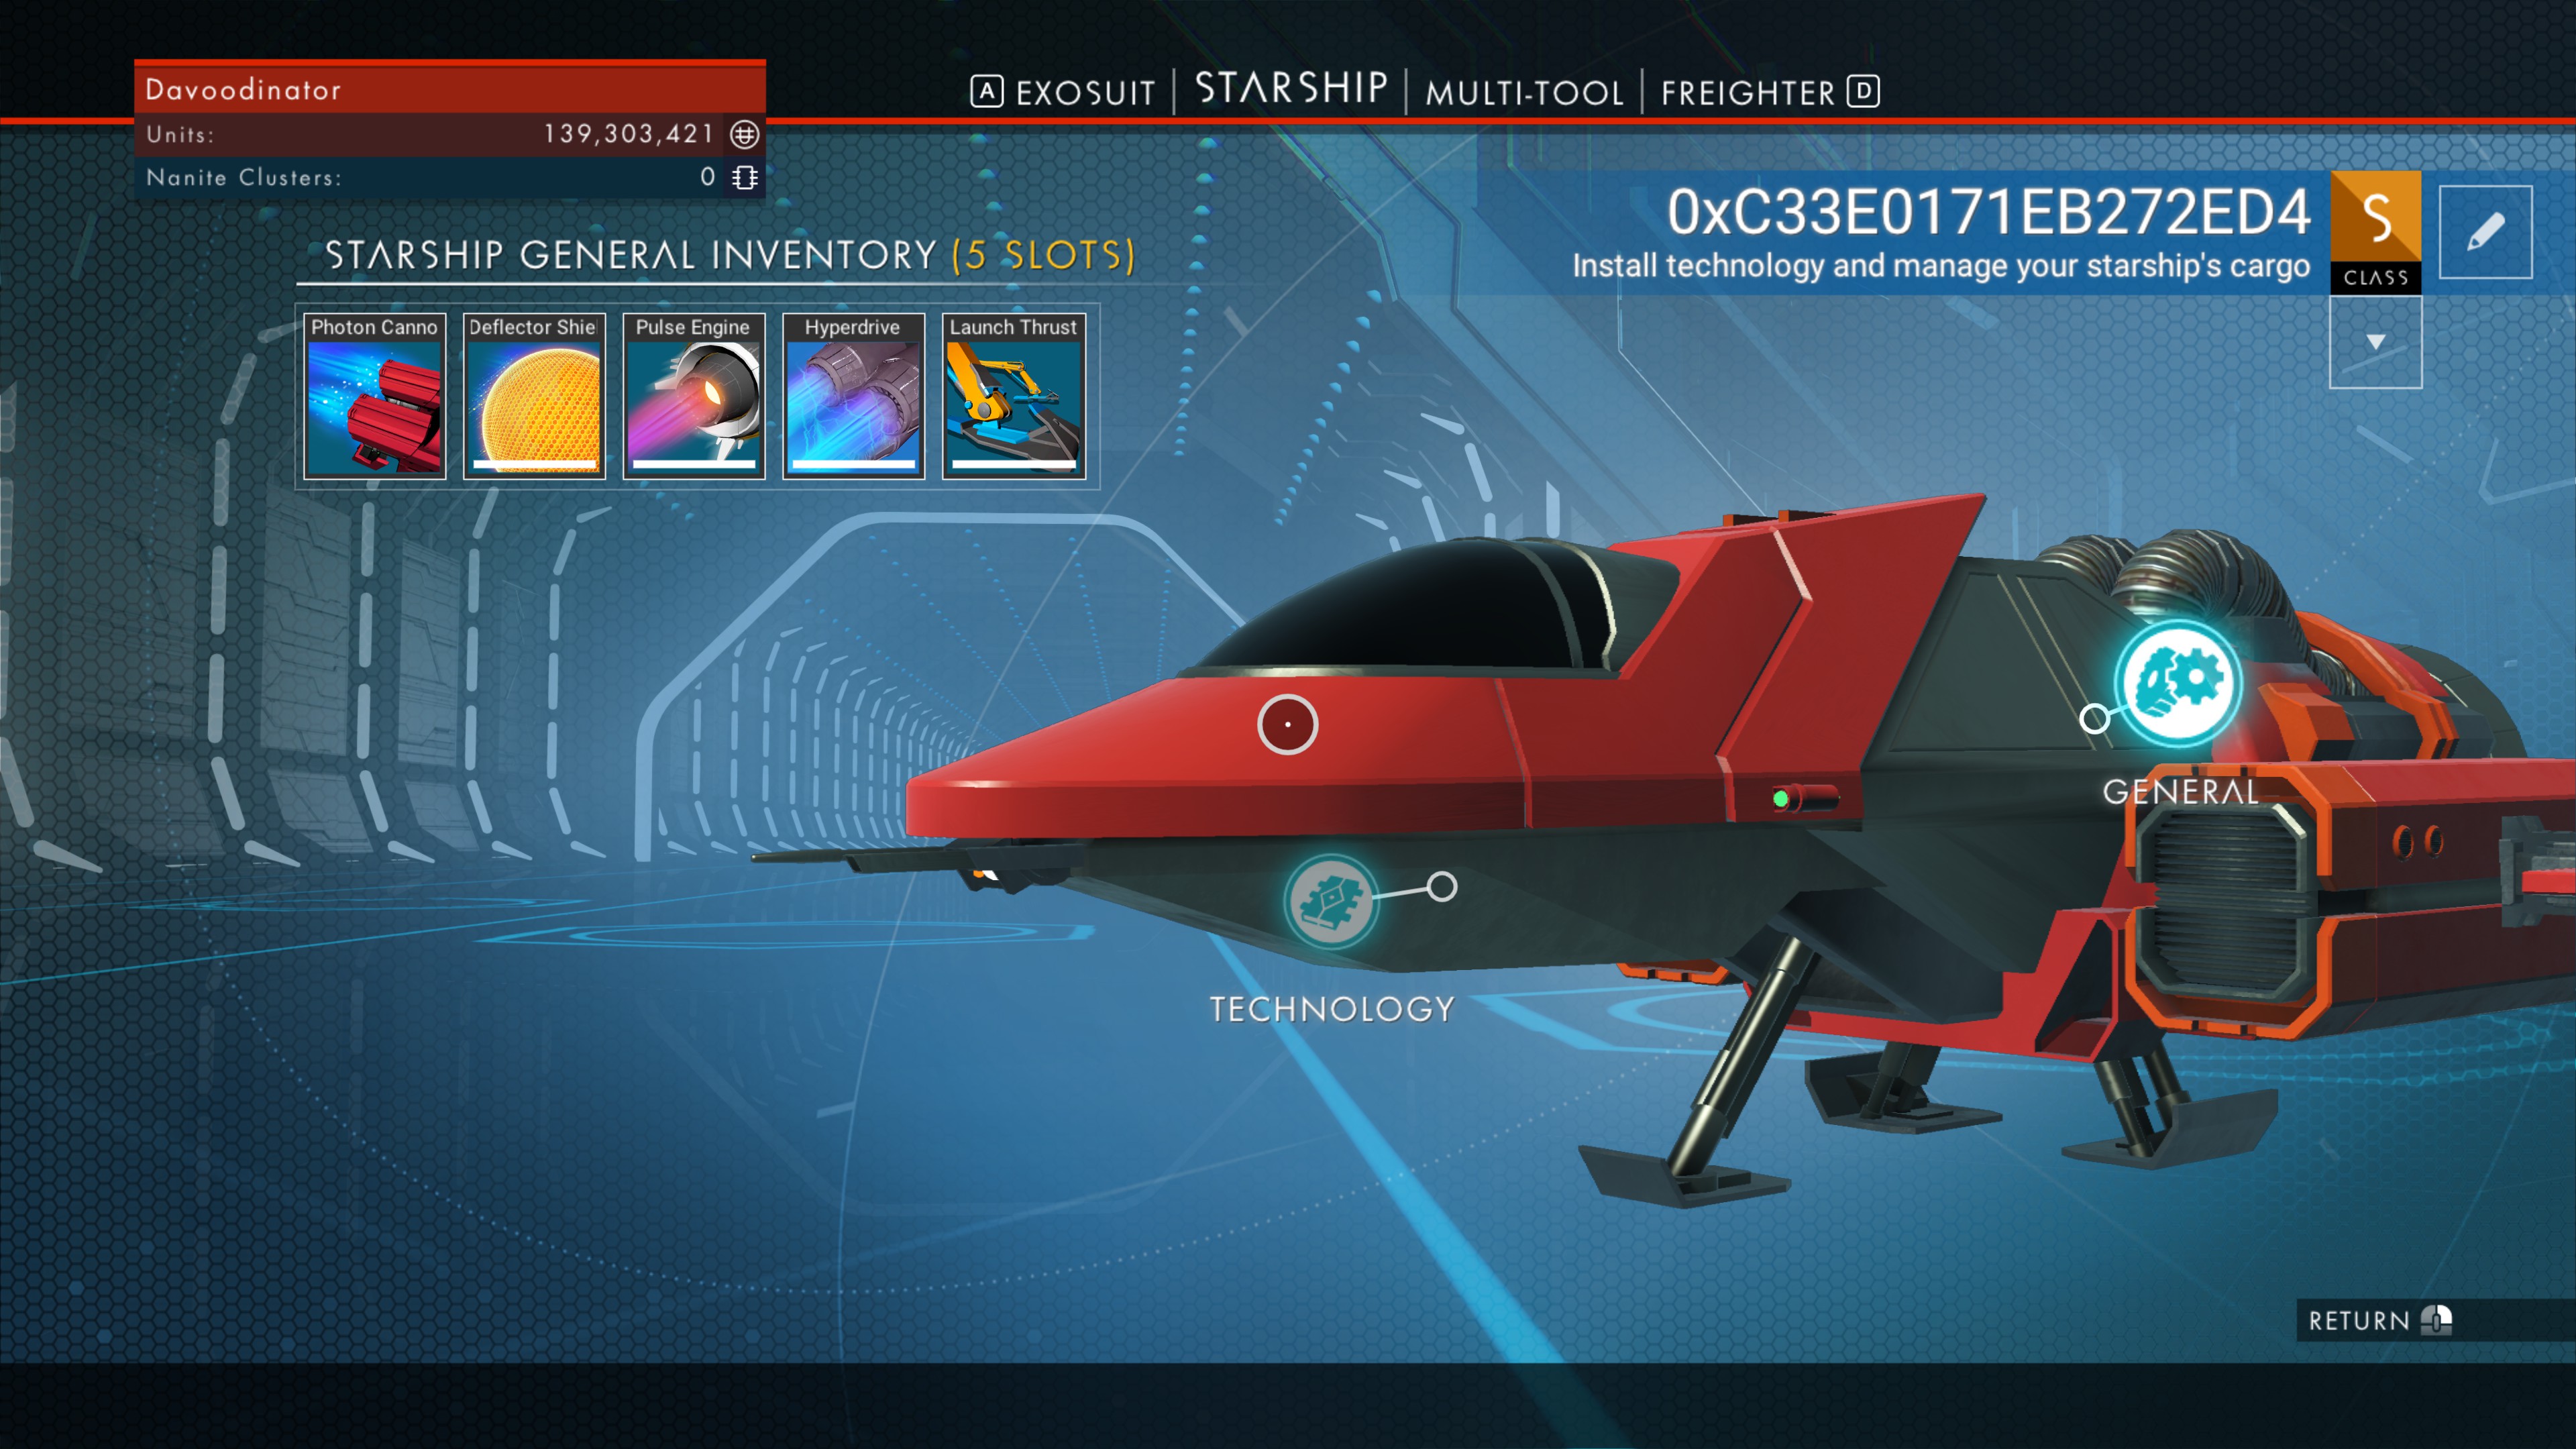 Davoodinator
Units: 139,303,421
Nanite Clusters: 0
A EXOSUIT STARSHIP MULTI-TOOL FREIGHTER D
0xC33E0171EB272ED4
Install technology and manage your starship's cargo
S
CLASS
STARSHIP GENERAL INVENTORY (5 SLOTS)
Photon Canno Deflector Shie Pulse Engine Hyperdrive Launch Thrust
GENERAL
TECHNOLOGY
RETURN